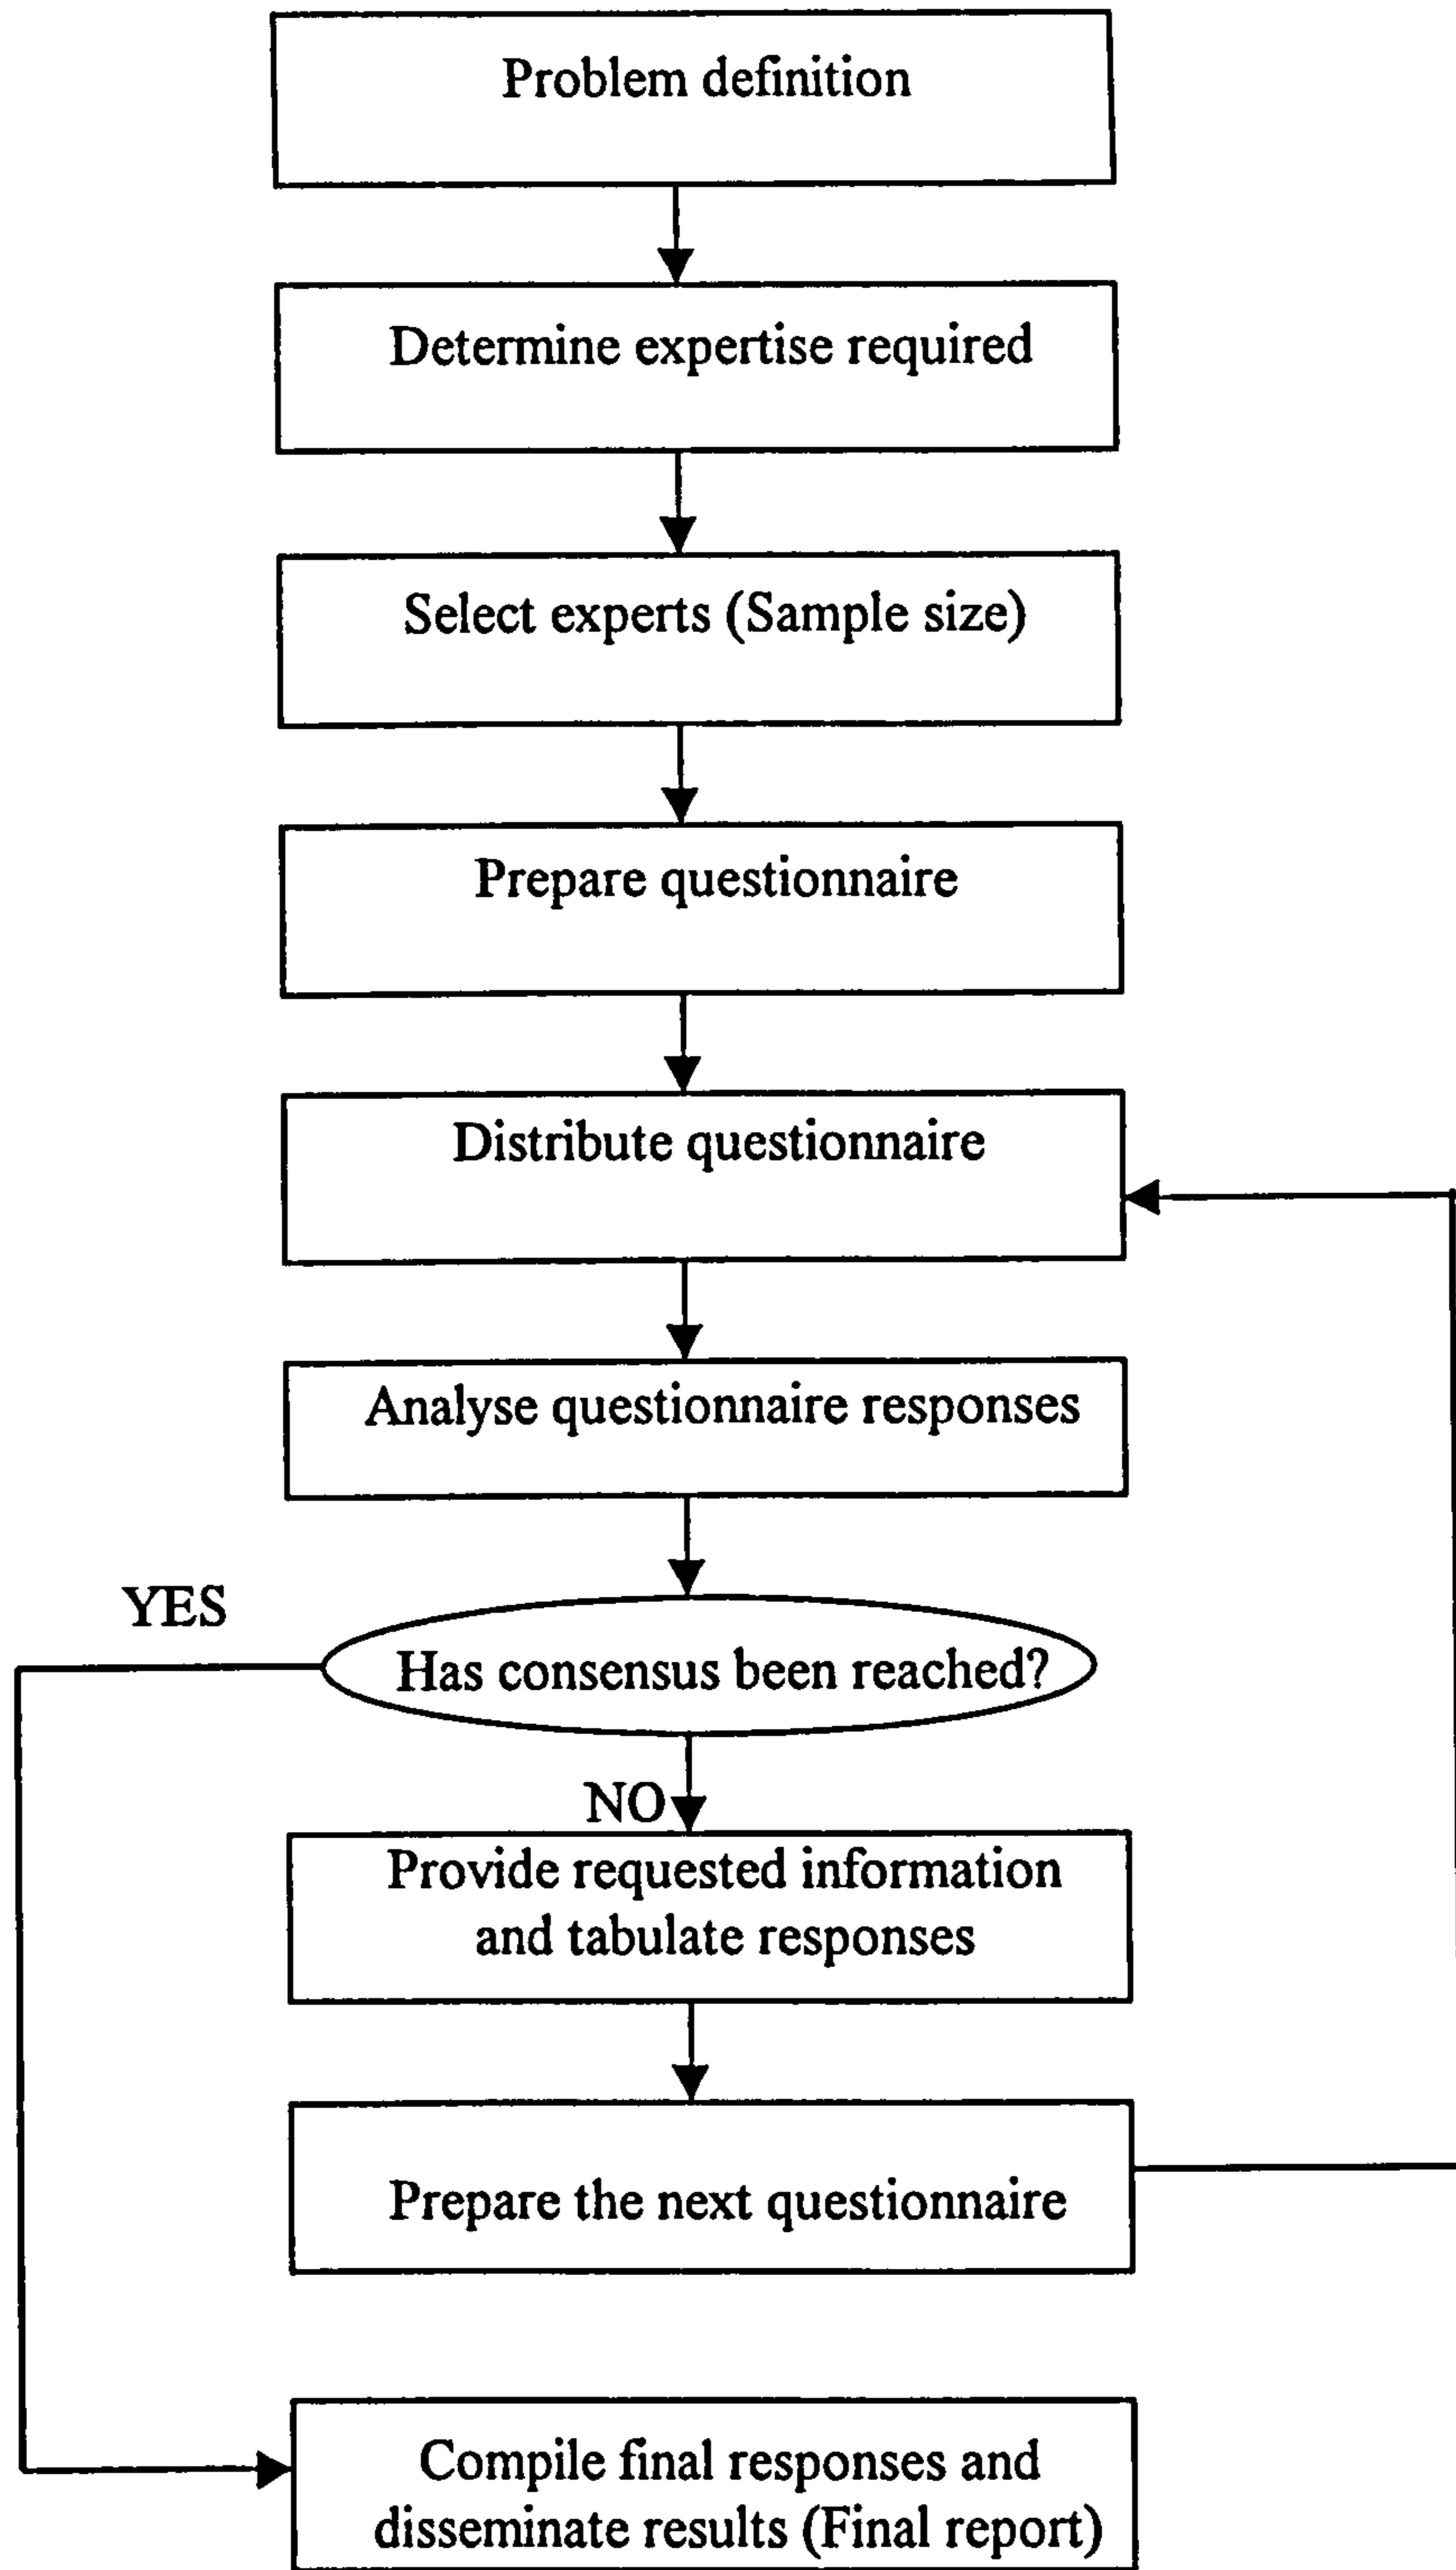 Problem definition
Determine expertise required
Select experts (Sample size)
Prepare questionnaire
Distribute questionnaire
Analyse questionnaire responses
YES
Has consensus been reached?
NO
Provide requested information
and tabulate responses
Prepare the next questionnaire
Compile final responses and
disseminate results (Final report)